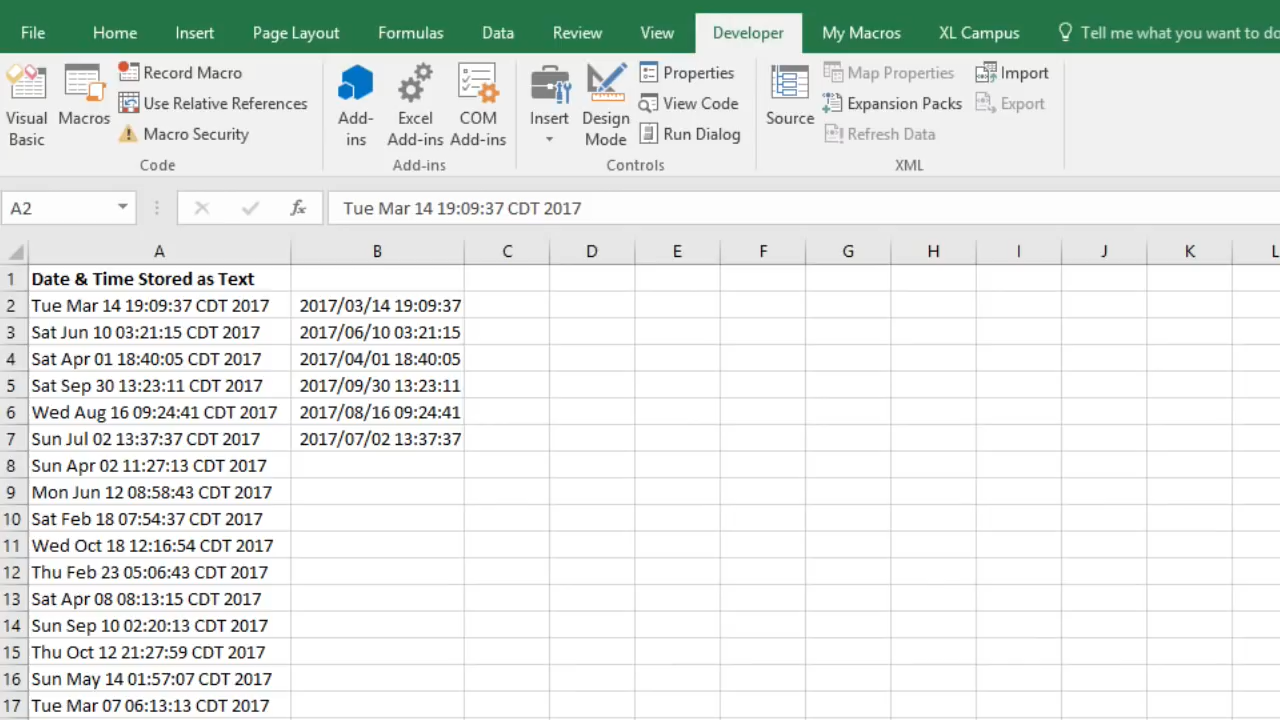 File Home Insert Page Layout Formulas Data Review View Developer My Macros XL Campus Tell me what you want to do
Visual Basic Macros Record Macro Use Relative References Macro Security
Add-ins Excel Add-ins COM Add-ins
Insert Design Mode Properties View Code Run Dialog
Source Map Properties Expansion Packs Refresh Data Import Export
Code Add-ins Controls XML
A2 fx Tue Mar 14 19:09:37 CDT 2017
A B C D E F G H I J K L
1 Date & Time Stored as Text
2 Tue Mar 14 19:09:37 CDT 2017 2017/03/14 19:09:37
3 Sat Jun 10 03:21:15 CDT 2017 2017/06/10 03:21:15
4 Sat Apr 01 18:40:05 CDT 2017 2017/04/01 18:40:05
5 Sat Sep 30 13:23:11 CDT 2017 2017/09/30 13:23:11
6 Wed Aug 16 09:24:41 CDT 2017 2017/08/16 09:24:41
7 Sun Jul 02 13:37:37 CDT 2017 2017/07/02 13:37:37
8 Sun Apr 02 11:27:13 CDT 2017
9 Mon Jun 12 08:58:43 CDT 2017
10 Sat Feb 18 07:54:37 CDT 2017
11 Wed Oct 18 12:16:54 CDT 2017
12 Thu Feb 23 05:06:43 CDT 2017
13 Sat Apr 08 08:13:15 CDT 2017
14 Sun Sep 10 02:20:13 CDT 2017
15 Thu Oct 12 21:27:59 CDT 2017
16 Sun May 14 01:57:07 CDT 2017
17 Tue Mar 07 06:13:13 CDT 2017